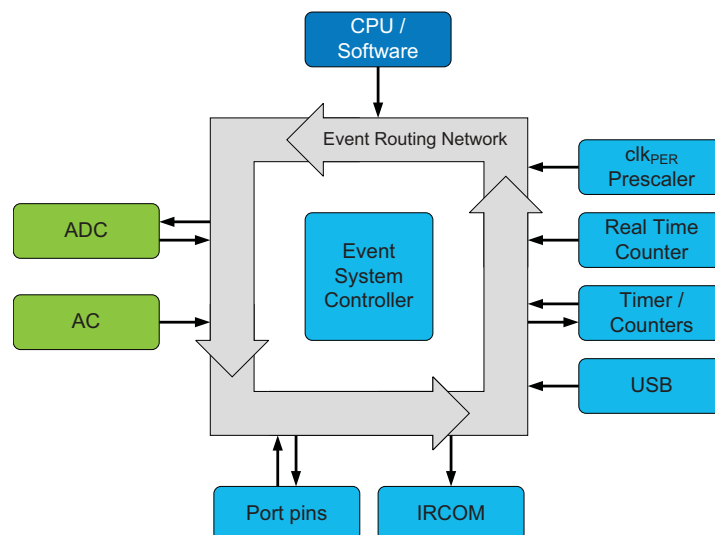 CPU /
Software
Event Routing Network
clkPER
Prescaler
ADC
Real Time
Counter
Event
System
Controller
AC
Timer /
Counters
USB
Port pins
IRCOM